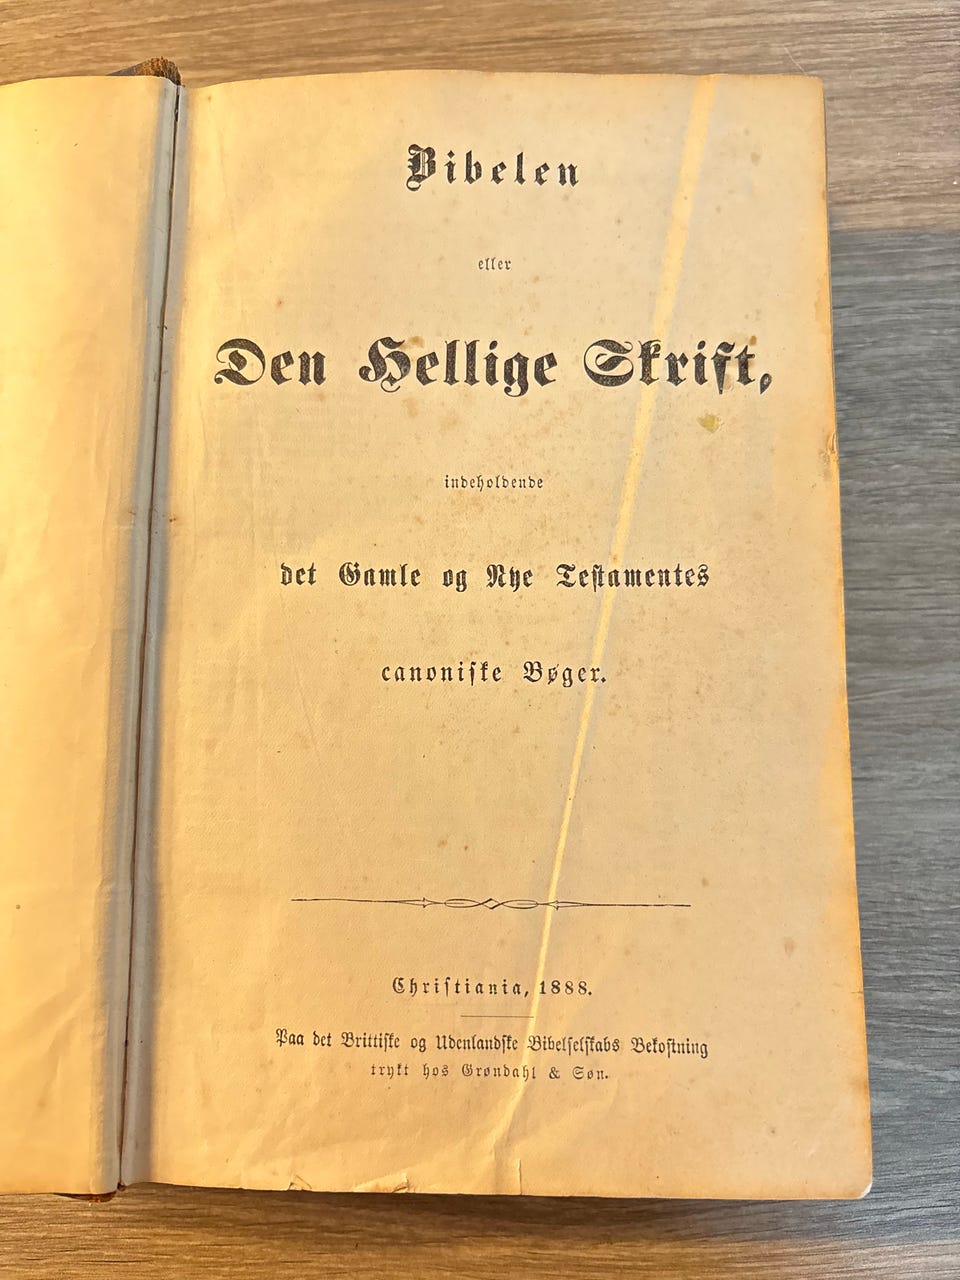 Bibelen
eller
Den Hellige Skrift,
indeholdende
det Gamle og Nye Testamentes
canoniske Bøger.
Christiania, 1888.
Paa det Brittiske og Udenlandske Bibelselskabs Bekostning
trykt hos Grøndahl & Søn.